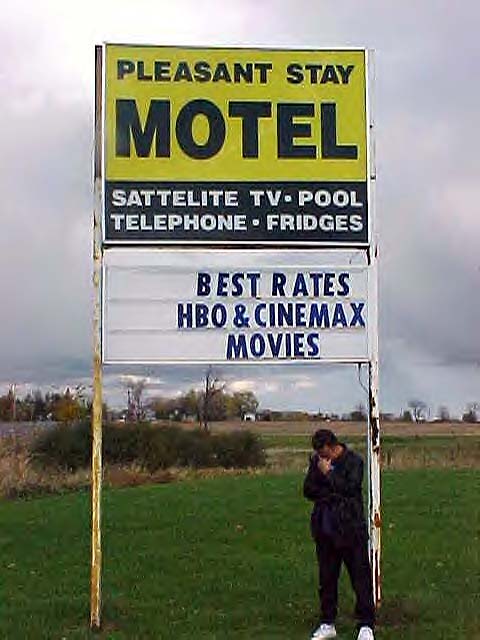 PLEASANT STAY
MOTEL
SATTELITE TV • POOL
TELEPHONE • FRIDGES
BEST RATES
HBO & CINEMAX
MOVIES